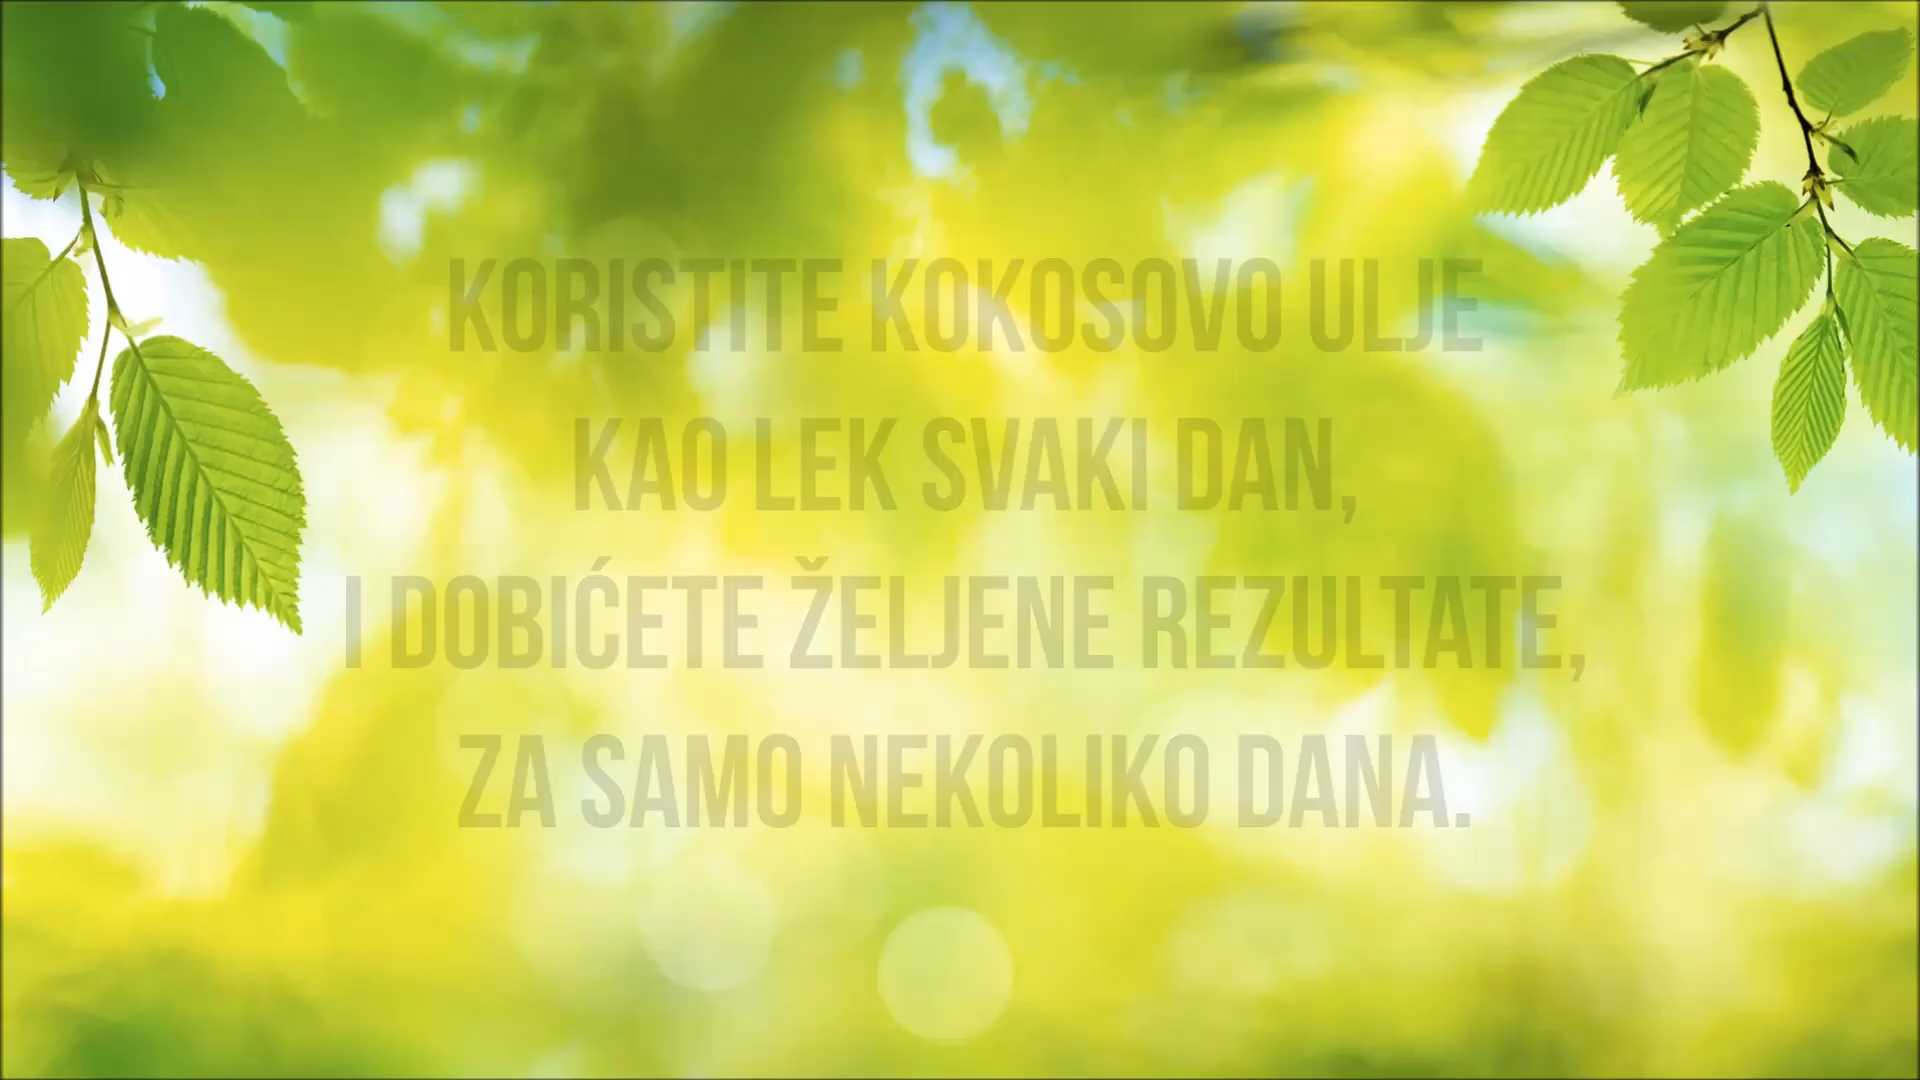 KORISTITE KOKOSOVO ULJE
KAO LEK SVAKI DAN,
I DOBIĆETE ŽELJENE REZULTATE,
ZA SAMO NEKOLIKO DANA.